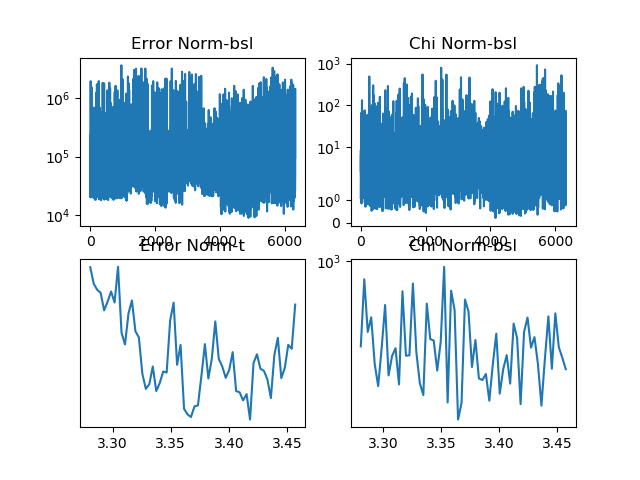 Error Norm-bsl
Chi Norm-bsl
10^6
10^5
10^4
0 2000 4000 6000
10^3
10^2
10^1
10^0
0
0 2000 4000 6000
Error Norm-t
Chi Norm-bsl
3.30 3.35 3.40 3.45
10^3
3.30 3.35 3.40 3.45